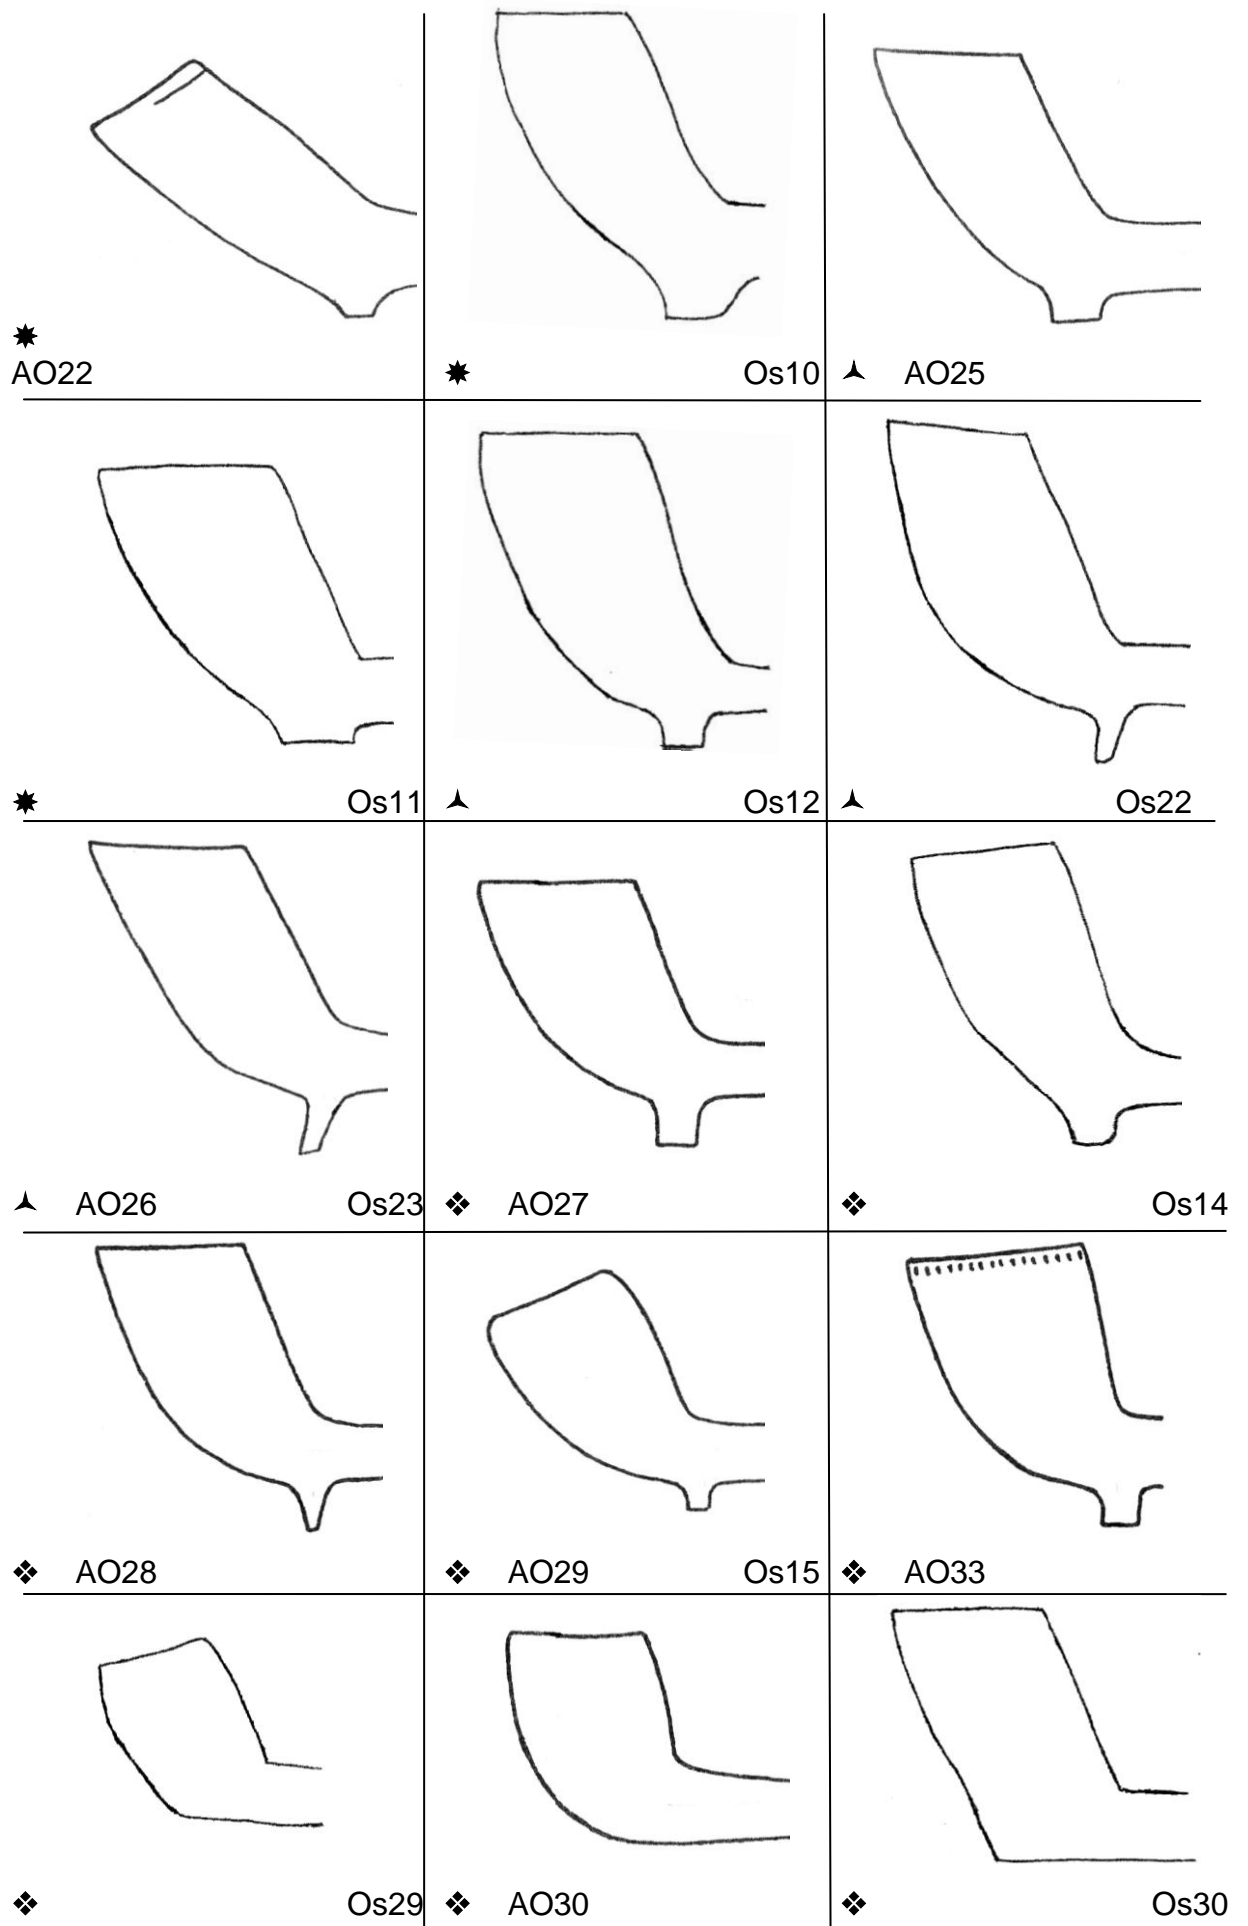 ✸
AO22
✸ Os10
⅄ AO25
✸ Os11
⅄ Os12
⅄ Os22
⅄ AO26 Os23
❖ AO27
❖ Os14
❖ AO28
❖ AO29 Os15
❖ AO33
❖ Os29
❖ AO30
❖ Os30